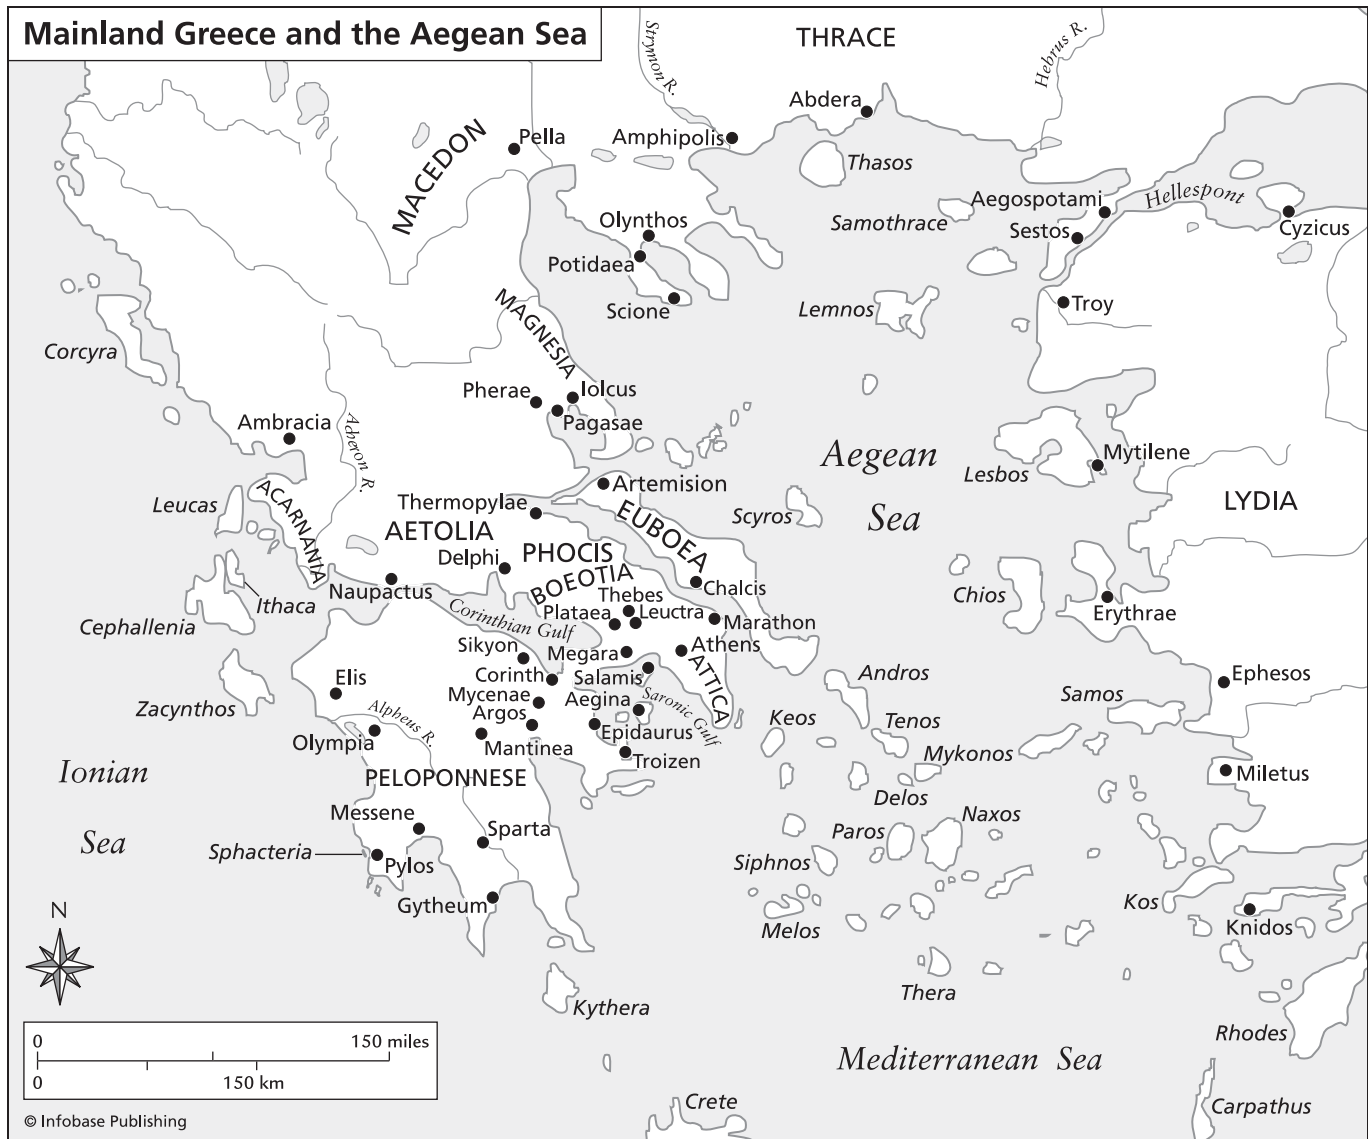 Mainland Greece and the Aegean Sea
THRACE
Strymon R.
Hebrus R.
Abdera
Amphipolis
Pella
MACEDON
Thasos
Samothrace
Aegospotami
Hellespont
Sestos
Cyzicus
Olynthos
Potidaea
Scione
Lemnos
Troy
MAGNESIA
Corcyra
Pherae
Iolcus
Pagasae
Ambracia
Acheron R.
Aegean
Sea
Mytilene
Lesbos
LYDIA
Leucas
ACARNANIA
Thermopylae
Artemision
AETOLIA
EUBOEA
Scyros
Delphi
PHOCIS
BOEOTIA
Chalcis
Naupactus
Ithaca
Cephallenia
Corinthian Gulf
Thebes
Plataea
Leuctra
Marathon
Chios
Erythrae
Sikyon
Megara
Athens
ATTICA
Elis
Corinth
Salamis
Mycenae
Aegina
Saronic Gulf
Argos
Epidaurus
Zacynthos
Alpheus R.
Olympia
Mantinea
Troizen
Andros
Keos
Tenos
Mykonos
Samos
Ephesos
Miletus
Ionian
Sea
PELOPONNESE
Delos
Messene
Sparta
Paros
Naxos
Sphacteria
Pylos
Siphnos
Gytheum
Melos
Kos
Knidos
N
Kythera
Thera
Rhodes
Mediterranean Sea
0
150 miles
0
150 km
Crete
Carpathus
© Infobase Publishing